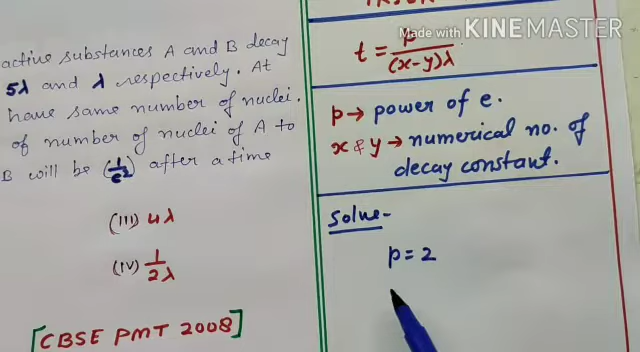 active substances A and B decay
5λ and λ respectively. At
have same number of nuclei.
of number of nuclei of A to
B will be (1/e²) after a time
(III) 4λ
(IV) 1/2λ
[CBSE PMT 2008]
Made with KINEMASTER
t = p/(x-y)λ
p → power of e.
x & y → numerical no. of
decay constant.
Solve-
p = 2